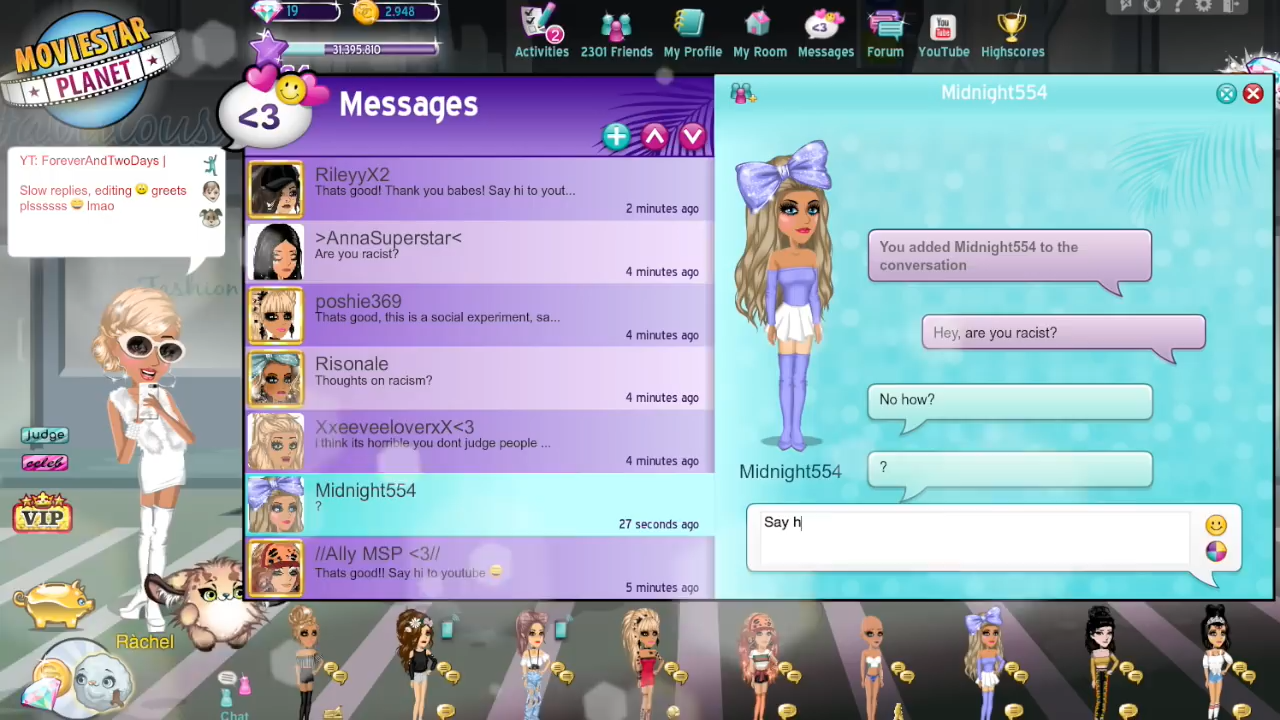 MOVIESTAR
PLANET
19
2.948
31.395.810
2
Activities
2301 Friends
My Profile
My Room
<3
Messages
Forum
You
Tube
YouTube
Highscores
YT: ForeverAndTwoDays |
Slow replies, editing greets
plssssss lmao
judge
celeb
VIP
Ràchel
Chat
<3
Messages
RileyyX2
Thats good! Thank you babes! Say hi to yout...
2 minutes ago
>AnnaSuperstar<
Are you racist?
4 minutes ago
poshie369
Thats good, this is a social experiment, sa...
4 minutes ago
Risonale
Thoughts on racism?
4 minutes ago
XxeeveeloverxX<3
i think its horrible you dont judge people ...
4 minutes ago
Midnight554
?
27 seconds ago
//Ally MSP <3//
Thats good!! Say hi to youtube
5 minutes ago
Midnight554
You added Midnight554 to the
conversation
Hey, are you racist?
No how?
?
Midnight554
Say h